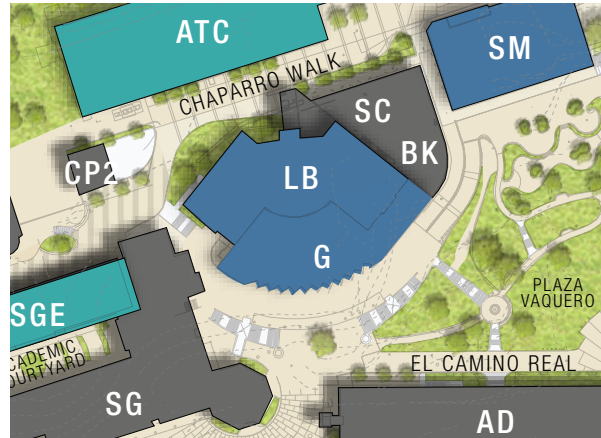 ATC
SM
CHAPARRO WALK
SC
BK
CP2
LB
G
PLAZA
VAQUERO
SGE
EL CAMINO REAL
SG
AD